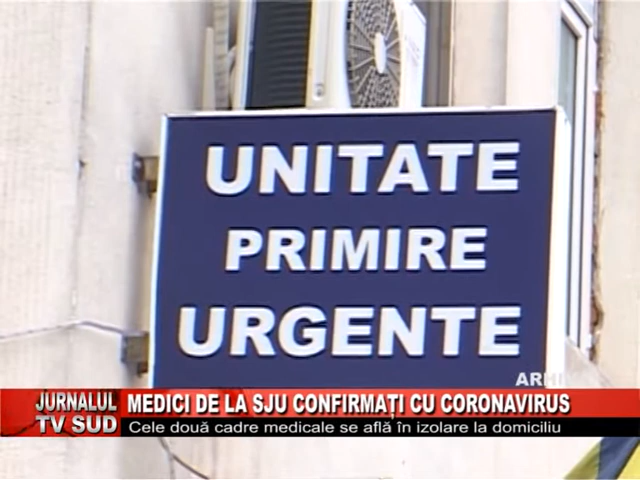 UNITATE
PRIMIRE
URGENTE
JURNALUL
TV SUD
MEDICI DE LA SJU CONFIRMAȚI CU CORONAVIRUS
Cele două cadre medicale se află în izolare la domiciliu